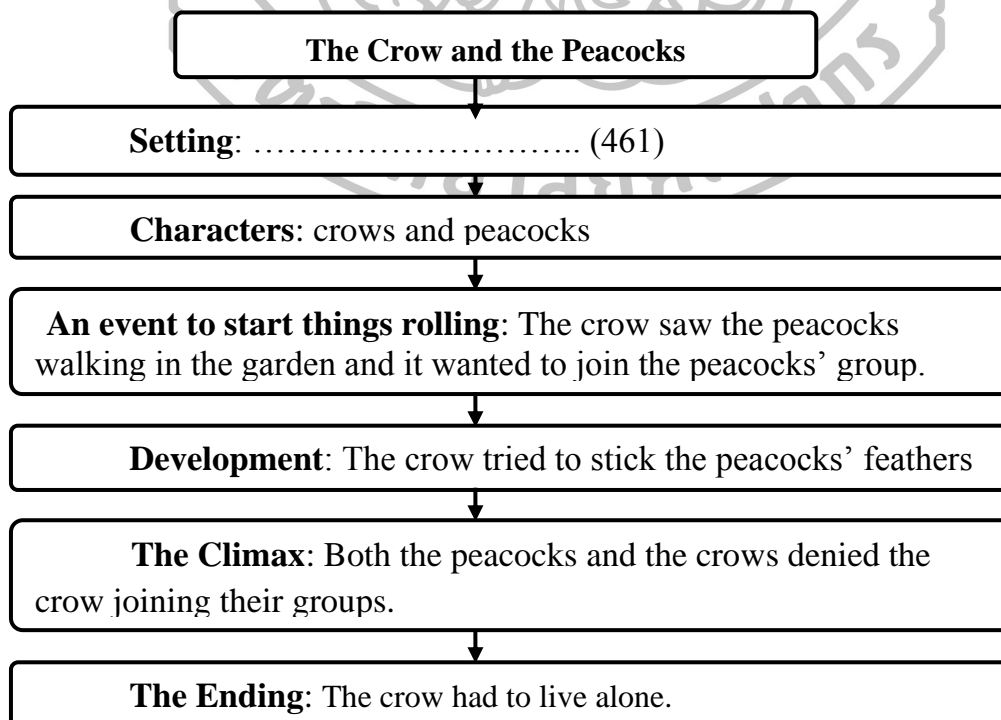 The Crow and the Peacocks
Setting: ………………………….. (461)
Characters: crows and peacocks
An event to start things rolling: The crow saw the peacocks
walking in the garden and it wanted to join the peacocks’ group.
Development: The crow tried to stick the peacocks’ feathers
The Climax: Both the peacocks and the crows denied the
crow joining their groups.
The Ending: The crow had to live alone.